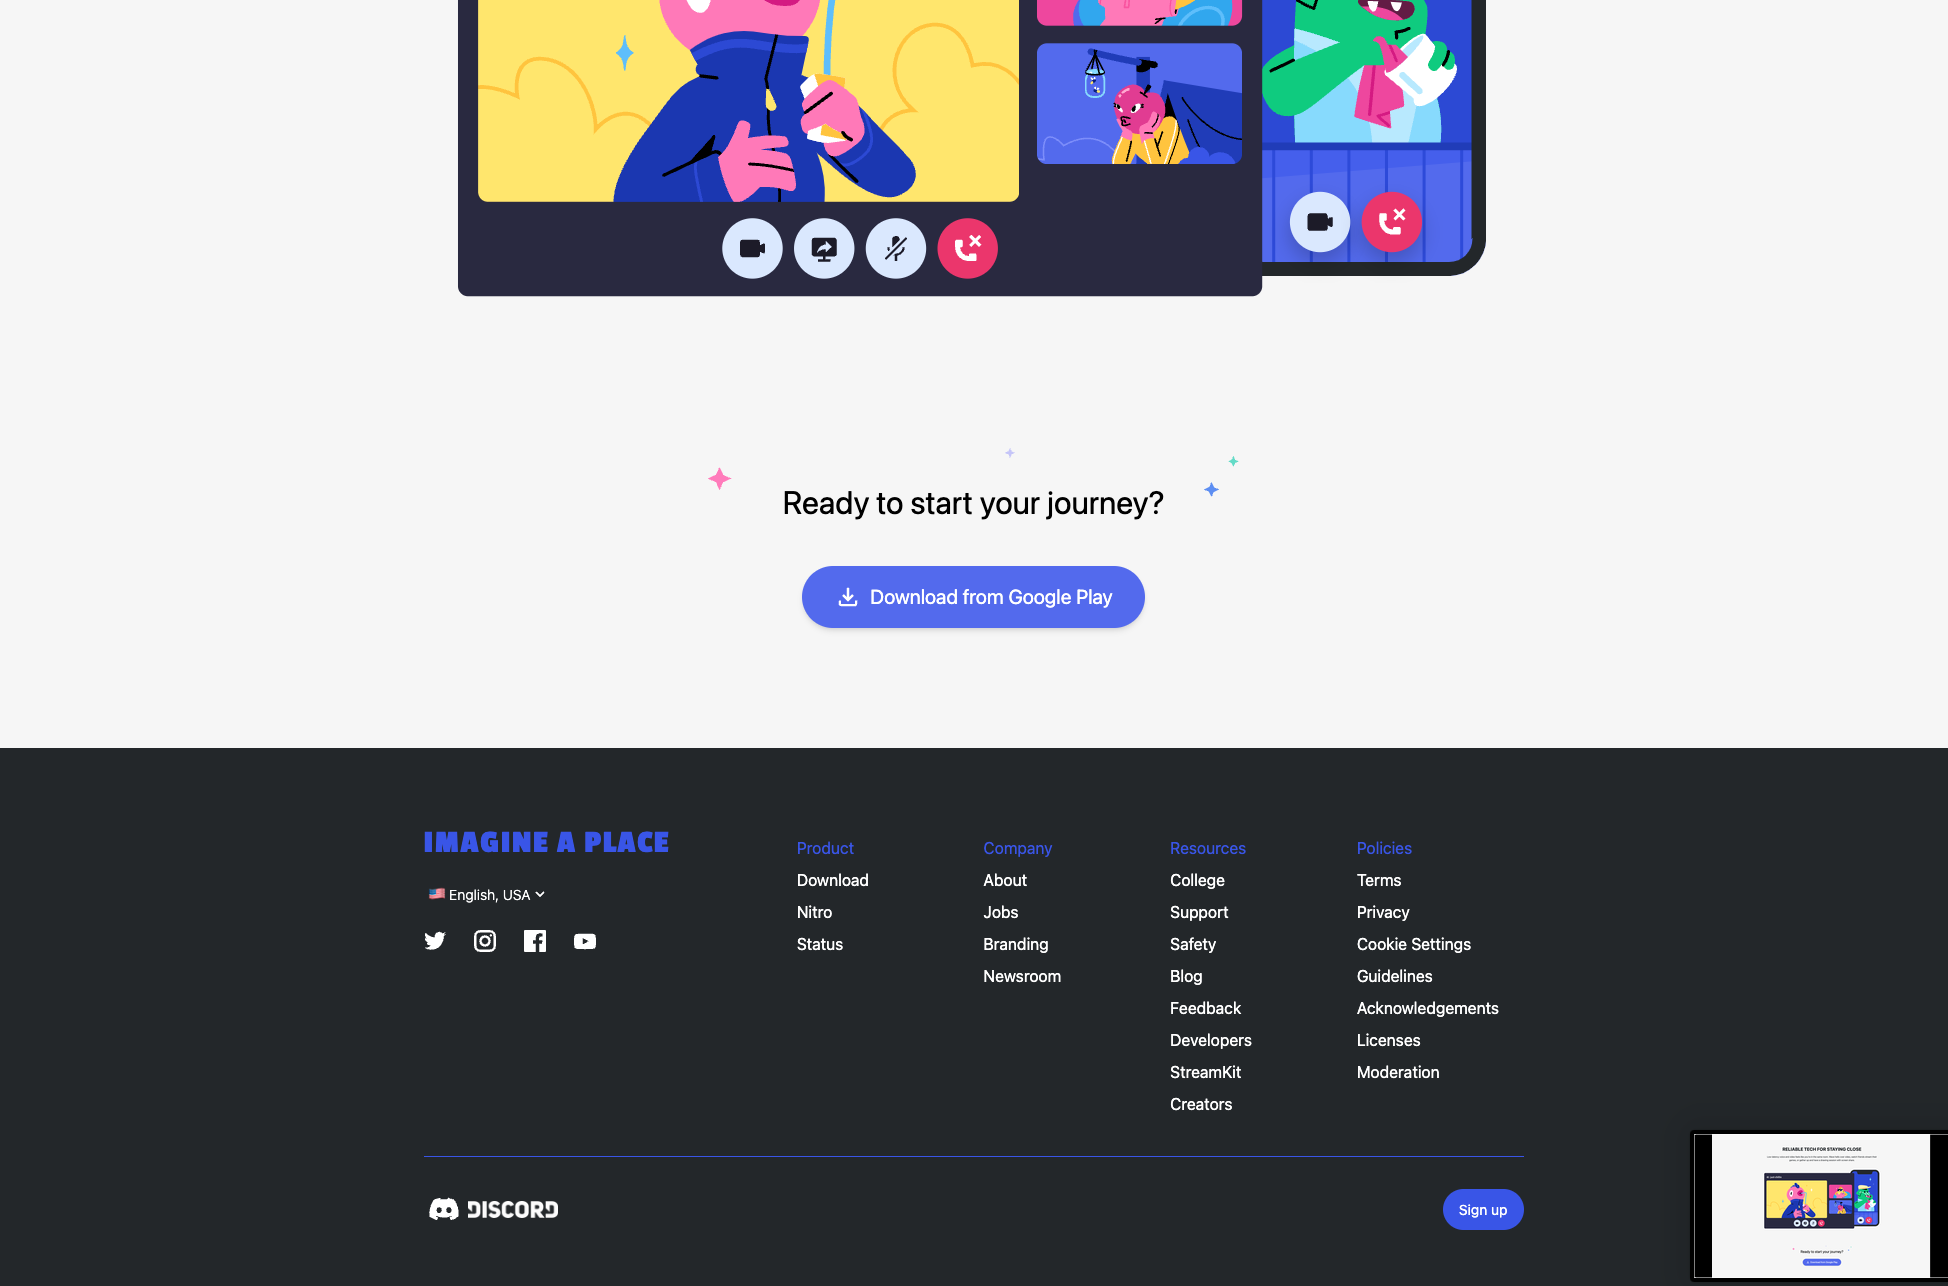 Ready to start your journey?
Download from Google Play
IMAGINE A PLACE
English, USA
Product
Download
Nitro
Status
Company
About
Jobs
Branding
Newsroom
Resources
College
Support
Safety
Blog
Feedback
Developers
StreamKit
Creators
Policies
Terms
Privacy
Cookie Settings
Guidelines
Acknowledgements
Licenses
Moderation
DISCORD
Sign up
RELIABLE TECH FOR STAYING CLOSE
Ready to start your journey?